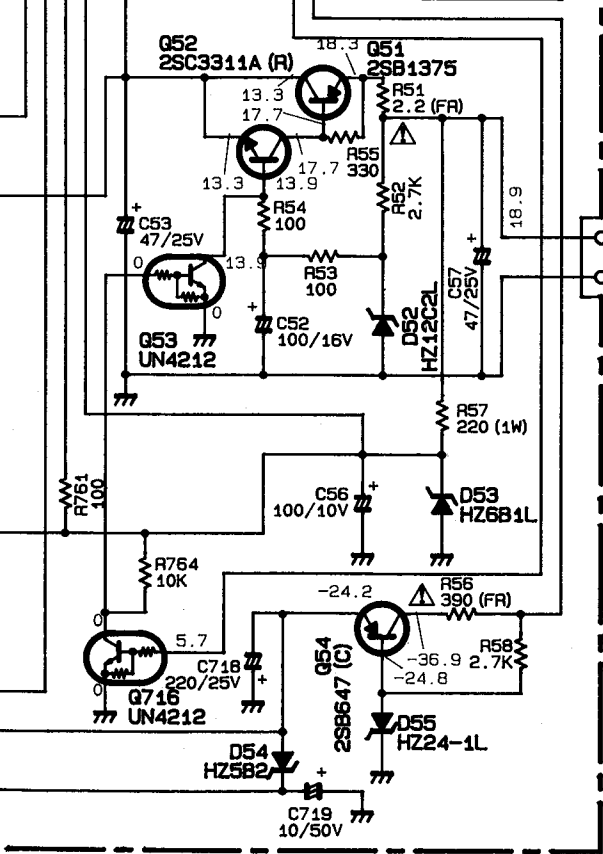 Q52
2SC3311A (R)
18.3
Q51
2SB1375
13.3
17.7
R51
2.2 (FR)
R55
330
17.7
13.3
13.9
R52
2.7K
18.9
R54
100
C53
47/25V
0
13.9
R53
100
C57
47/25V
0
C52
100/16V
D52
HZ12C2L
Q53
UN4212
R57
220 (1W)
R761
100
C56
100/10V
D53
HZ6B1L
R764
10K
-24.2
R56
390 (FR)
0
5.7
C718
220/25V
Q54
2SB647 (C)
-36.9
-24.8
R58
2.7K
0
Q716
UN4212
D55
HZ24-1L
D54
HZ5B2
C719
10/50V